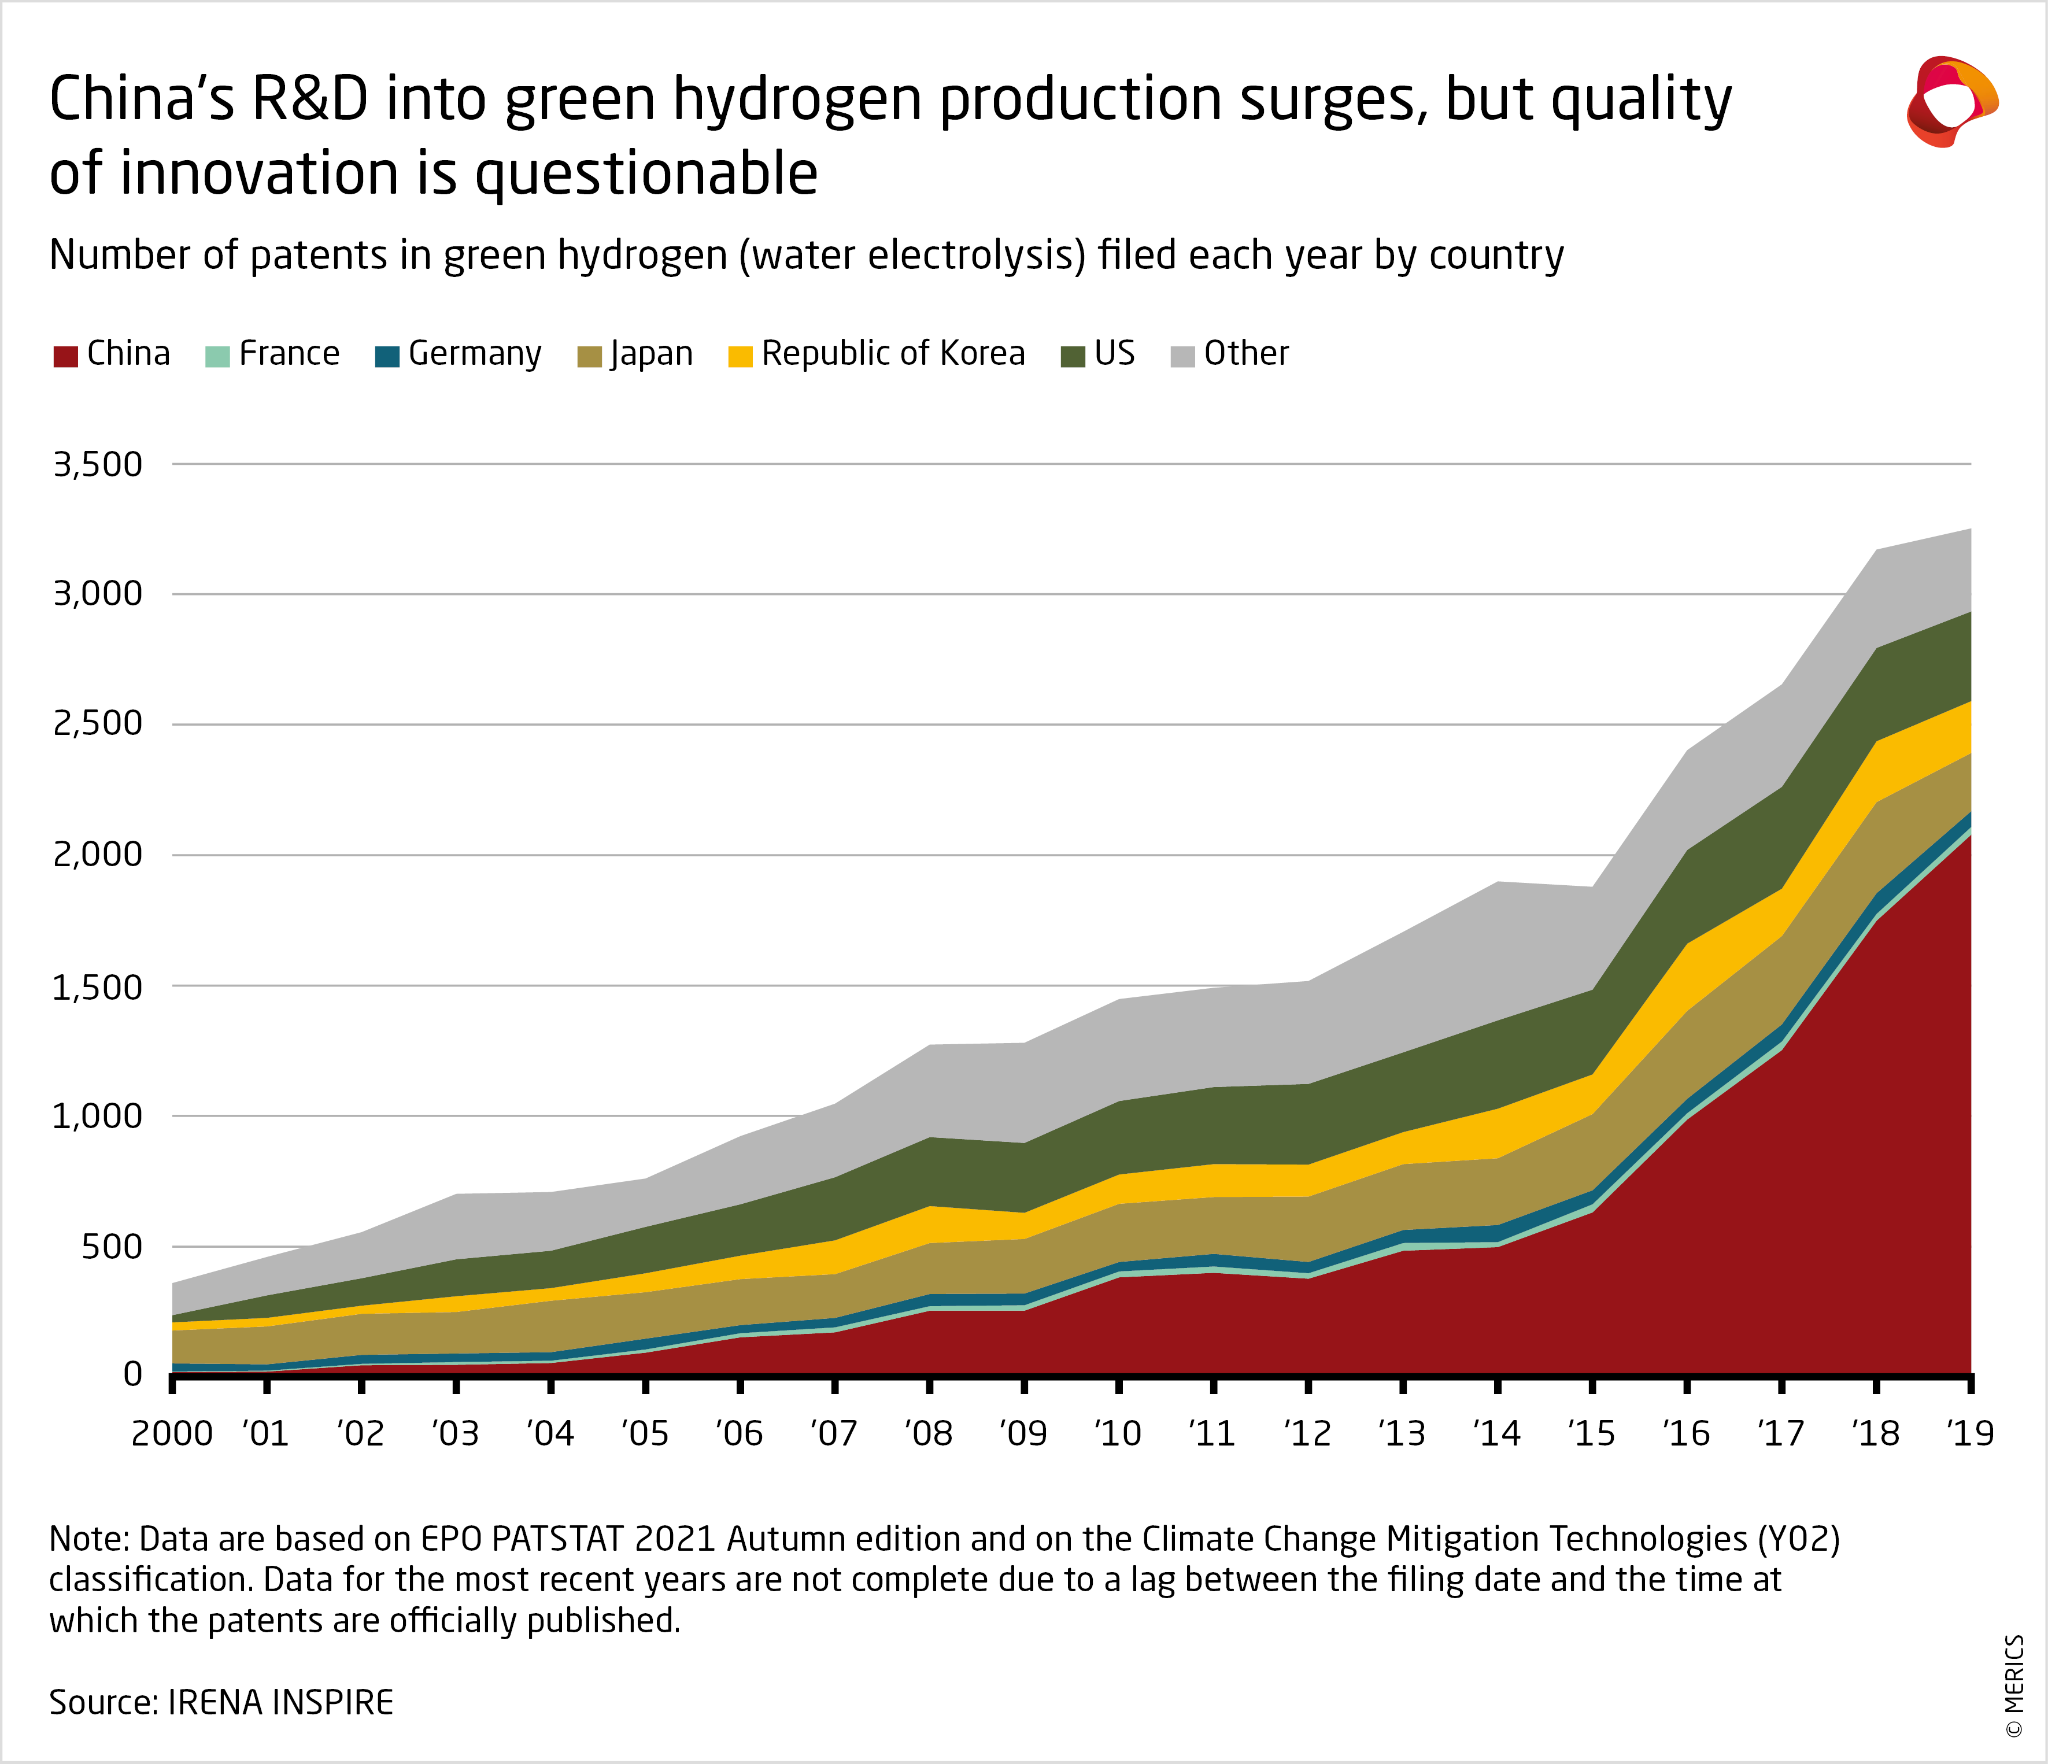 China's R&D into green hydrogen production surges, but quality
of innovation is questionable
Number of patents in green hydrogen (water electrolysis) filed each year by country
China France Germany Japan Republic of Korea US Other
3,500
3,000
2,500
2,000
1,500
1,000
500
0
2000 '01 '02 '03 '04 '05 '06 '07 '08 '09 '10 '11 '12 '13 '14 '15 '16 '17 '18 '19
Note: Data are based on EPO PATSTAT 2021 Autumn edition and on the Climate Change Mitigation Technologies (Y02)
classification. Data for the most recent years are not complete due to a lag between the filing date and the time at
which the patents are officially published.
Source: IRENA INSPIRE
© MERICS